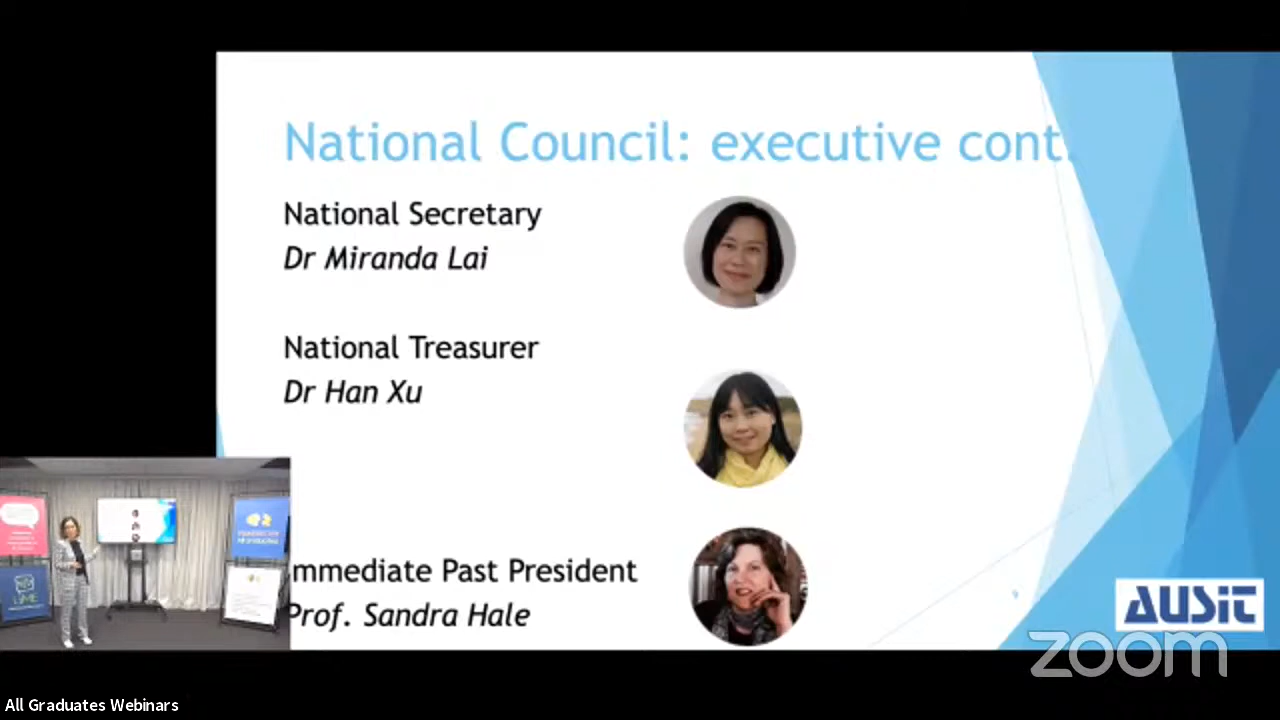 National Council: executive cont.
National Secretary
Dr Miranda Lai
National Treasurer
Dr Han Xu
mmediate Past President
Prof. Sandra Hale
AUSiT
zoom
All Graduates Webinars